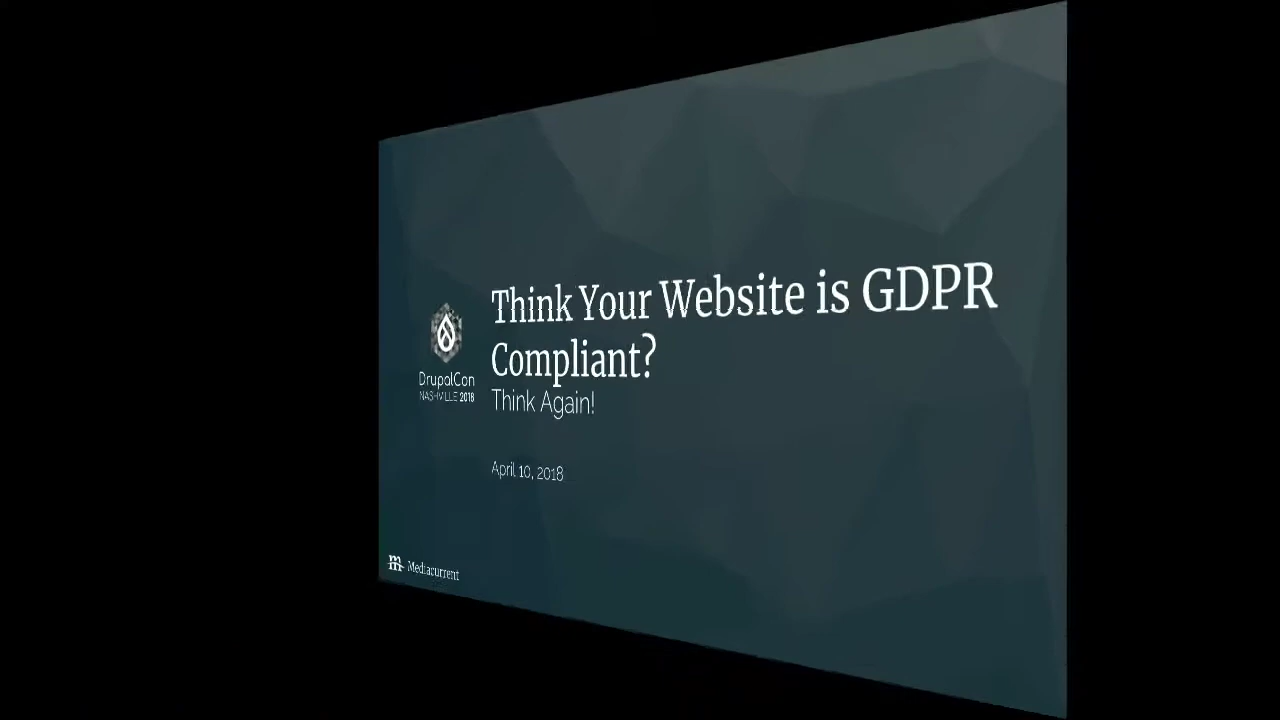 Think Your Website is GDPR
Compliant?
Think Again!
DrupalCon
NASHVILLE 2018
April 10, 2018
m Mediacurrent